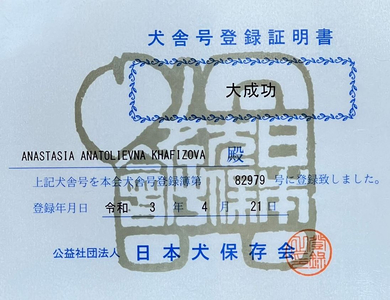 犬舎号登録証明書
大成功
ANASTASIA ANATOLIEVNA KHAFIZOVA 殿
上記犬舎号を本会犬舎号登録簿第 82979 号に登録致しました。
登録年月日 令和 3 年 4 月 21 日
公益社団法人 日本犬保存会